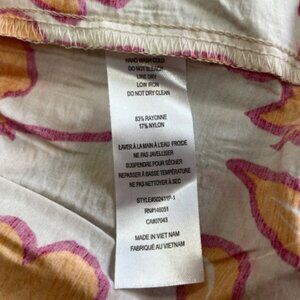 HAND WASH COLD
DO NOT BLEACH
LINE DRY
LOW IRON
DO NOT DRY CLEAN
83% RAYONNE
17% NYLON
LAVER À LA MAIN À L'EAU FROIDE
NE PAS JAVELLISER
SUSPENDRE POUR SÉCHER
REPASSER À BASSE TEMPÉRATURE
NE PAS NETTOYER À SEC
RN#146051
CA#07043
MADE IN VIET NAM
FABRIQUÉ AU VIETNAM